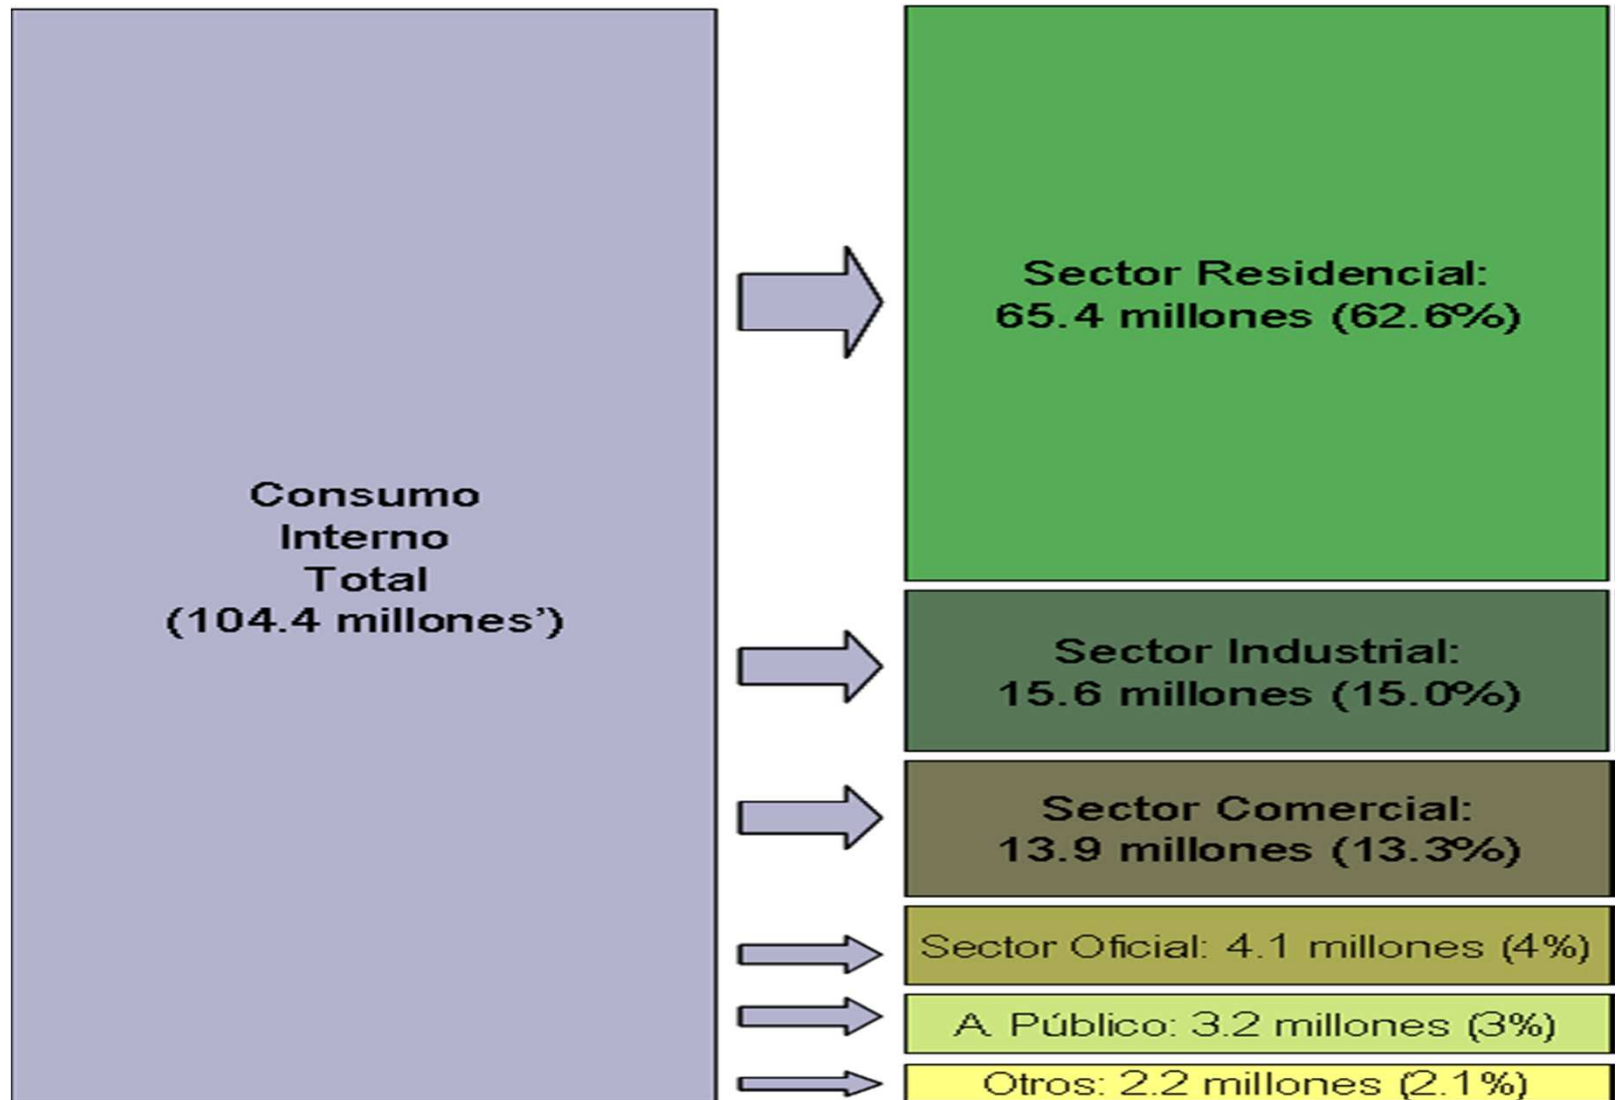 Consumo
Interno
Total
(104.4 millones’)
Sector Residencial:
65.4 millones (62.6%)
Sector Industrial:
15.6 millones (15.0%)
Sector Comercial:
13.9 millones (13.3%)
Sector Oficial: 4.1 millones (4%)
A. Público: 3.2 millones (3%)
Otros: 2.2 millones (2.1%)